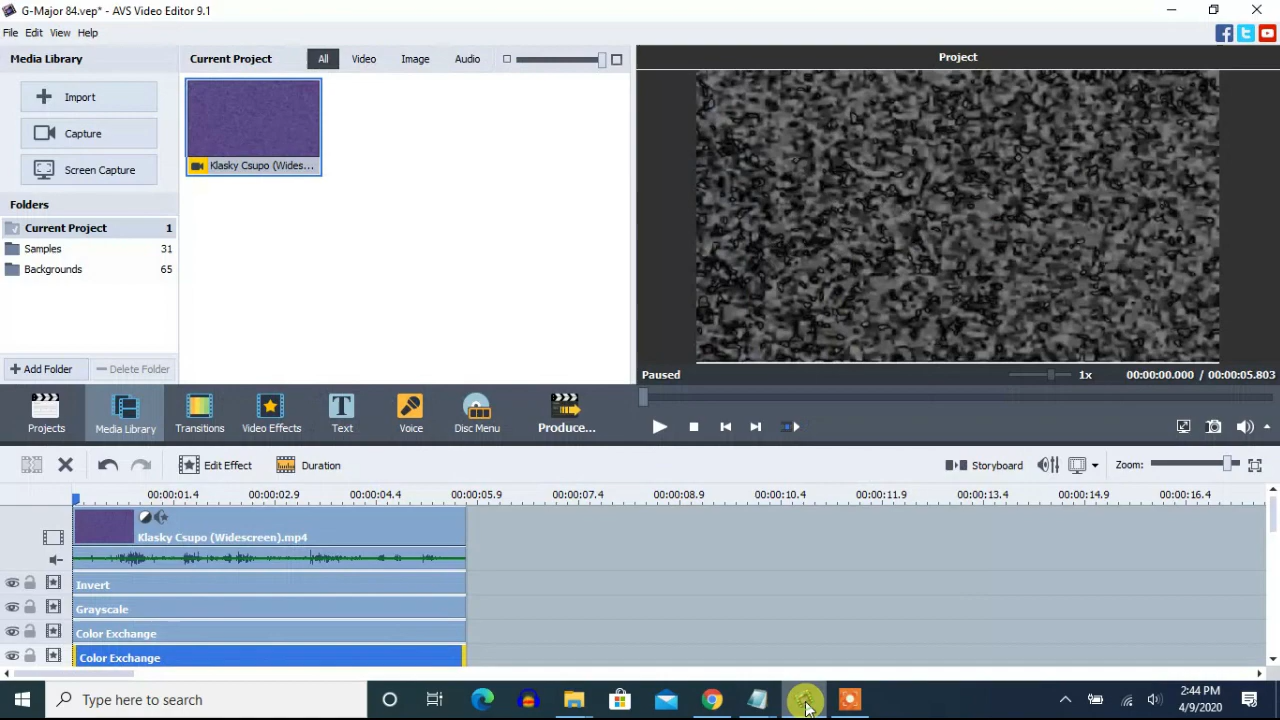 G-Major 84.vep* - AVS Video Editor 9.1
File Edit View Help
Media Library
Current Project
All
Video
Image
Audio
Project
Import
Capture
Screen Capture
Klasky Csupo (Wides...
Folders
Current Project 1
Samples 31
Backgrounds 65
Add Folder
Delete Folder
Paused
1x
00:00:00.000 / 00:00:05.803
Projects
Media Library
Transitions
Video Effects
Text
Voice
Disc Menu
Produce...
Edit Effect
Duration
Storyboard
Zoom:
00:00:01.4 00:00:02.9 00:00:04.4 00:00:05.9 00:00:07.4 00:00:08.9 00:00:10.4 00:00:11.9 00:00:13.4 00:00:14.9 00:00:16.4
Klasky Csupo (Widescreen).mp4
Invert
Grayscale
Color Exchange
Color Exchange
Type here to search
2:44 PM
4/9/2020